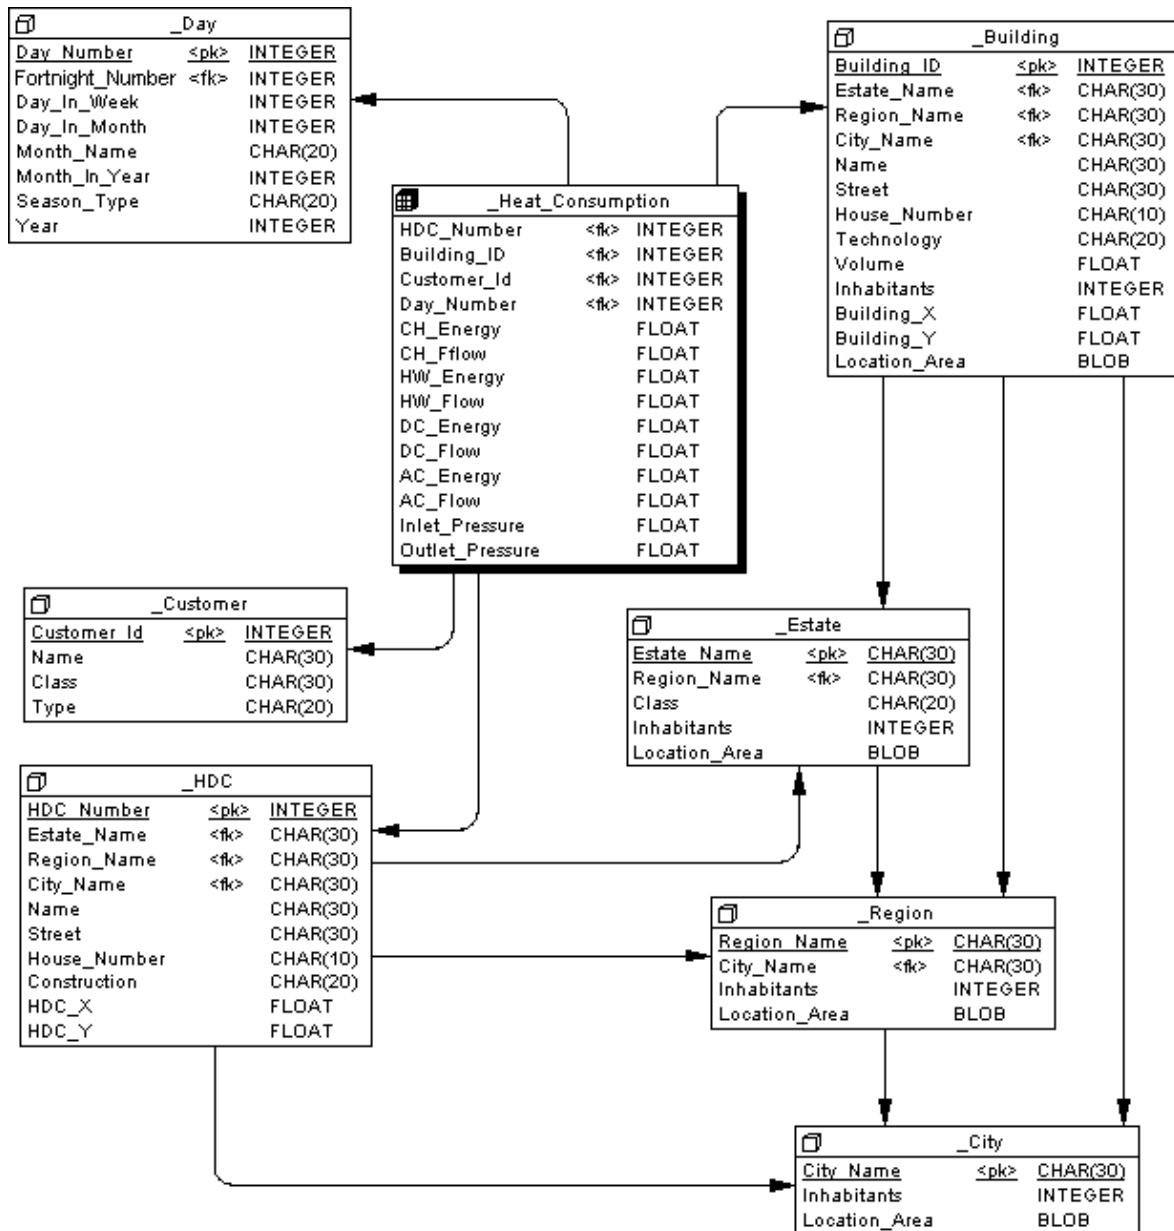 _Day
Day_Number <pk> INTEGER
Fortnight_Number <fk> INTEGER
Day_In_Week INTEGER
Day_In_Month INTEGER
Month_Name CHAR(20)
Month_In_Year INTEGER
Season_Type CHAR(20)
Year INTEGER
_Building
Building_ID <pk> INTEGER
Estate_Name <fk> CHAR(30)
Region_Name <fk> CHAR(30)
City_Name <fk> CHAR(30)
Name CHAR(30)
Street CHAR(30)
House_Number CHAR(10)
Technology CHAR(20)
Volume FLOAT
Inhabitants INTEGER
Building_X FLOAT
Building_Y FLOAT
Location_Area BLOB
_Heat_Consumption
HDC_Number <fk> INTEGER
Building_ID <fk> INTEGER
Customer_Id <fk> INTEGER
Day_Number <fk> INTEGER
CH_Energy FLOAT
CH_Fflow FLOAT
HW_Energy FLOAT
HW_Flow FLOAT
DC_Energy FLOAT
DC_Flow FLOAT
AC_Energy FLOAT
AC_Flow FLOAT
Inlet_Pressure FLOAT
Outlet_Pressure FLOAT
_Customer
Customer_Id <pk> INTEGER
Name CHAR(30)
Class CHAR(30)
Type CHAR(20)
_Estate
Estate_Name <pk> CHAR(30)
Region_Name <fk> CHAR(30)
Class CHAR(20)
Inhabitants INTEGER
Location_Area BLOB
_HDC
HDC_Number <pk> INTEGER
Estate_Name <fk> CHAR(30)
Region_Name <fk> CHAR(30)
City_Name <fk> CHAR(30)
Name CHAR(30)
Street CHAR(30)
House_Number CHAR(10)
Construction CHAR(20)
HDC_X FLOAT
HDC_Y FLOAT
_Region
Region_Name <pk> CHAR(30)
City_Name <fk> CHAR(30)
Inhabitants INTEGER
Location_Area BLOB
_City
City_Name <pk> CHAR(30)
Inhabitants INTEGER
Location_Area BLOB